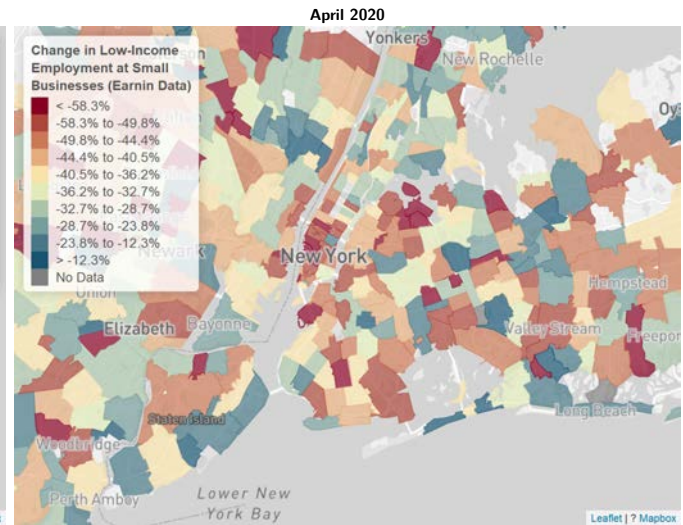 April 2020
Change in Low-Income
Employment at Small
Businesses (Earnin Data)
< -58.3%
-58.3% to -49.8%
-49.8% to -44.4%
-44.4% to -40.5%
-40.5% to -36.2%
-36.2% to -32.7%
-32.7% to -28.7%
-28.7% to -23.8%
-23.8% to -12.3%
> -12.3%
No Data
Yonkers
New Rochelle
Newark
New York
Union
Hempstead
Elizabeth
Bayonne
Valley Stream
Freeport
Staten Island
Long Beach
Woodbridge
Perth Amboy
Lower New
York Bay
Leaflet | ? Mapbox